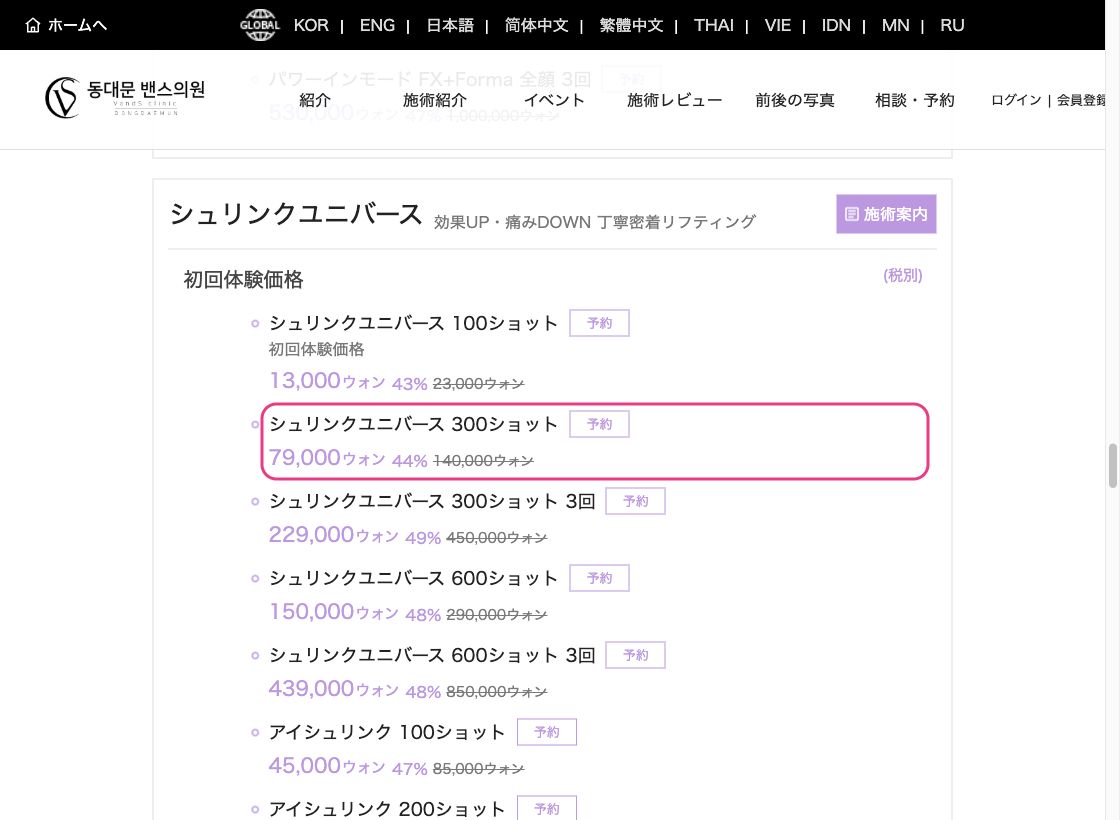 ホームへ
GLOBAL KOR | ENG | 日本語 | 简体中文 | 繁體中文 | THAI | VIE | IDN | MN | RU
パワーインモード FX+Forma 全顔 3回 予約
동대문 밴스의원
VandS clinic
DONGDAEMUN
紹介 施術紹介 イベント 施術レビュー 前後の写真 相談・予約 ログイン | 会員登録
530,000ウォン 47% 1,000,000ウォン
シュリンクユニバース 効果UP・痛みDOWN 丁寧密着リフティング 施術案内
初回体験価格 (税別)
シュリンクユニバース 100ショット 予約
初回体験価格
13,000ウォン 43% 23,000ウォン
シュリンクユニバース 300ショット 予約
79,000ウォン 44% 140,000ウォン
シュリンクユニバース 300ショット 3回 予約
229,000ウォン 49% 450,000ウォン
シュリンクユニバース 600ショット 予約
150,000ウォン 48% 290,000ウォン
シュリンクユニバース 600ショット 3回 予約
439,000ウォン 48% 850,000ウォン
アイシュリンク 100ショット 予約
45,000ウォン 47% 85,000ウォン
アイシュリンク 200ショット 予約